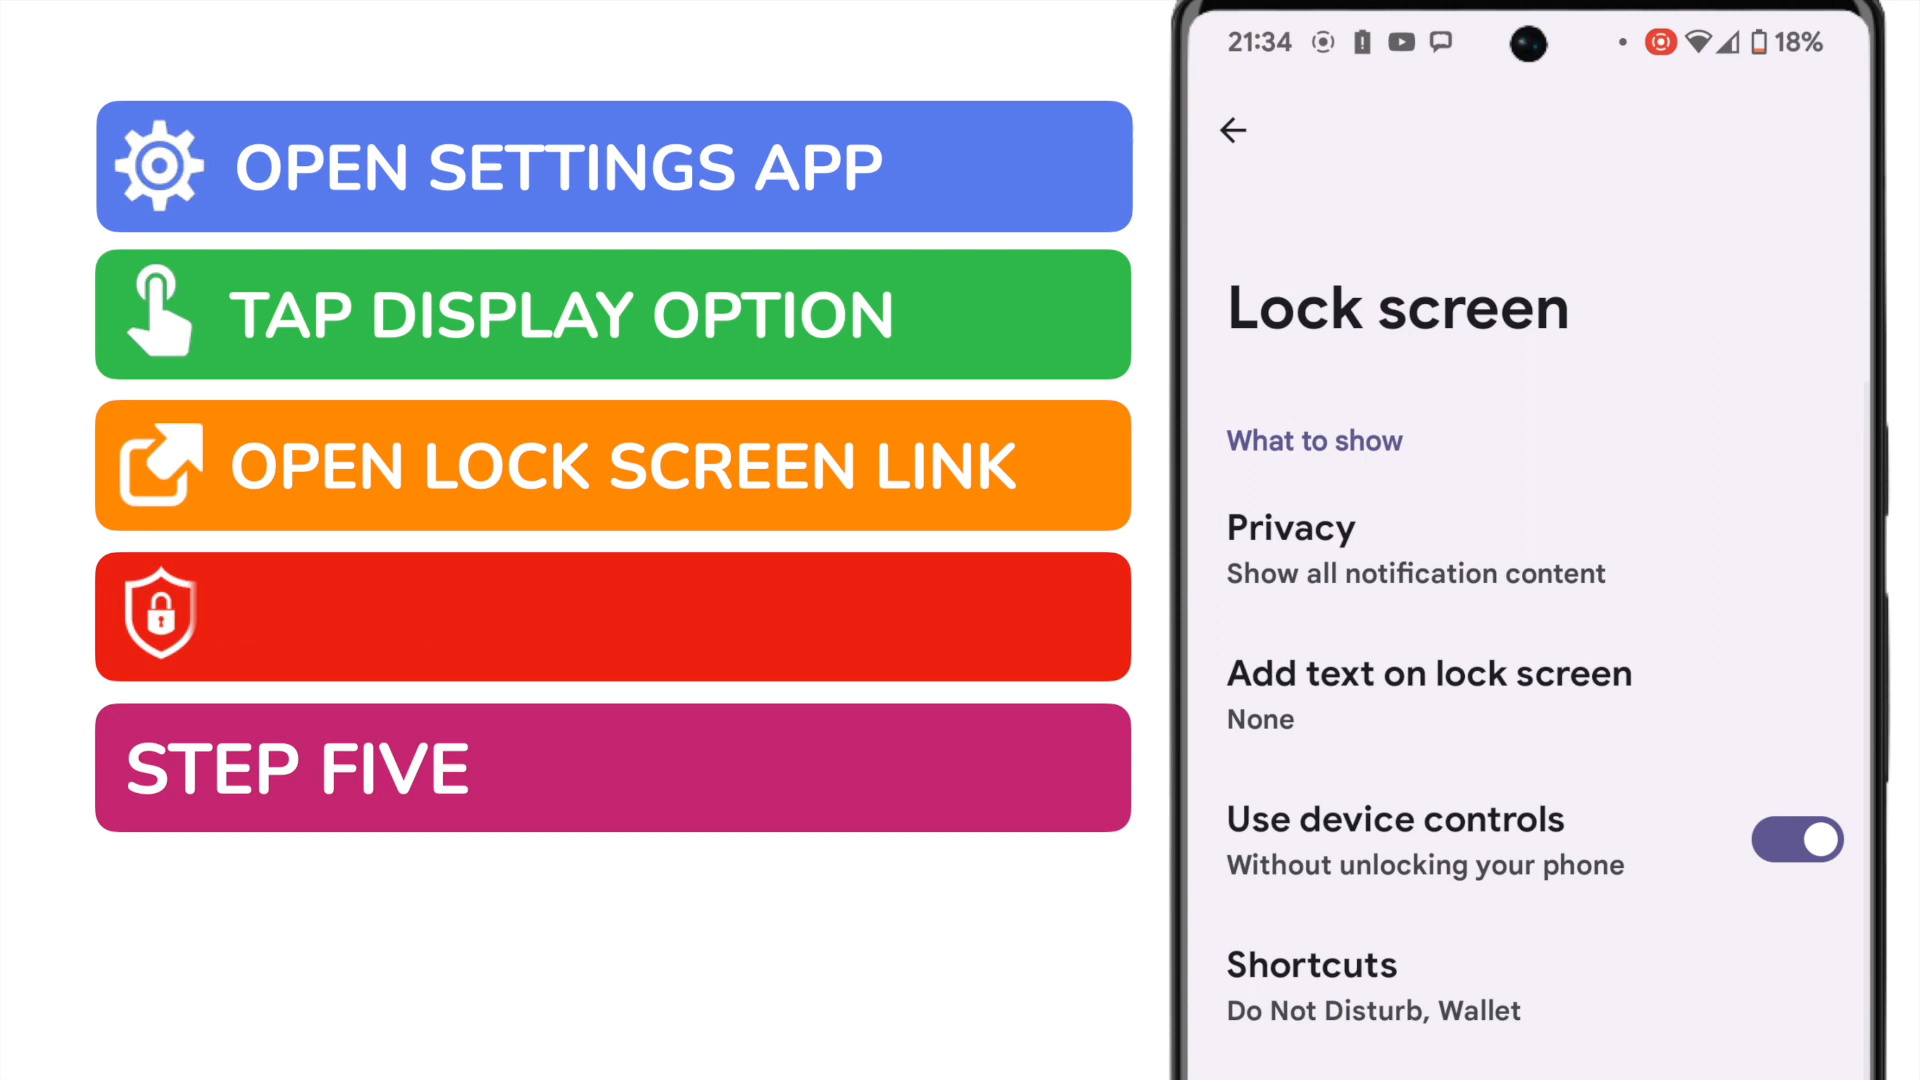 OPEN SETTINGS APP
TAP DISPLAY OPTION
OPEN LOCK SCREEN LINK
STEP FIVE
21:34
18%
Lock screen
What to show
Privacy
Show all notification content
Add text on lock screen
None
Use device controls
Without unlocking your phone
Shortcuts
Do Not Disturb, Wallet